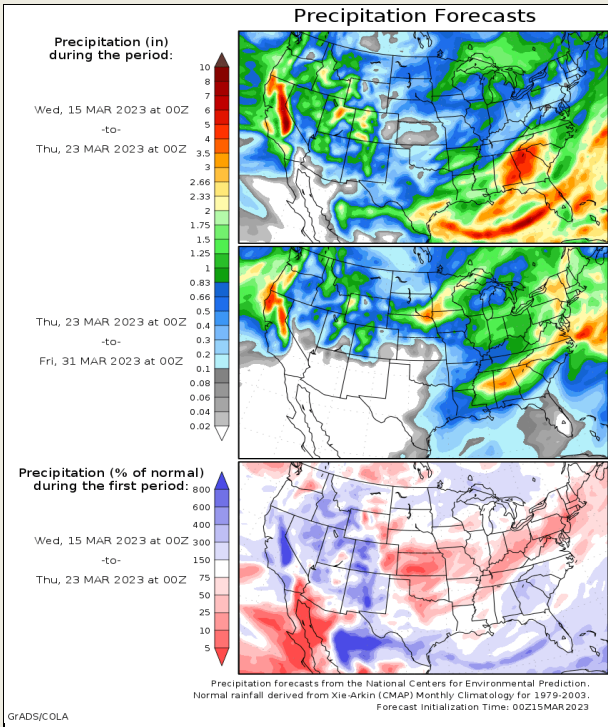 Precipitation Forecasts
Precipitation (in)
during the period:
Wed, 15 MAR 2023 at 00Z
-to-
Thu, 23 MAR 2023 at 00Z
10
8
7
6
5
4
3.5
3
2.66
2.33
2
1.75
1.5
1.25
1
0.83
0.66
0.5
0.4
0.3
0.2
0.1
0.08
0.06
0.04
0.02
Thu, 23 MAR 2023 at 00Z
-to-
Fri, 31 MAR 2023 at 00Z
Precipitation (% of normal)
during the first period:
Wed, 15 MAR 2023 at 00Z
-to-
Thu, 23 MAR 2023 at 00Z
800
600
400
300
150
75
50
25
10
5
Precipitation forecasts from the National Centers for Environmental Prediction.
Normal rainfall derived from Xie-Arkin (CMAP) Monthly Climatology for 1979-2003.
Forecast Initialization Time: 00Z15MAR2023
GrADS/COLA